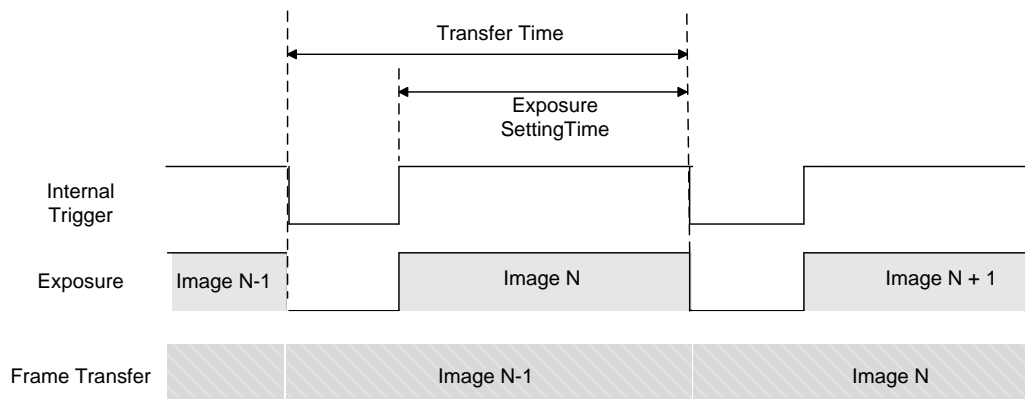 Transfer Time
Exposure
SettingTime
Internal
Trigger
Exposure
Image N-1
Image N
Image N + 1
Frame Transfer
Image N-1
Image N